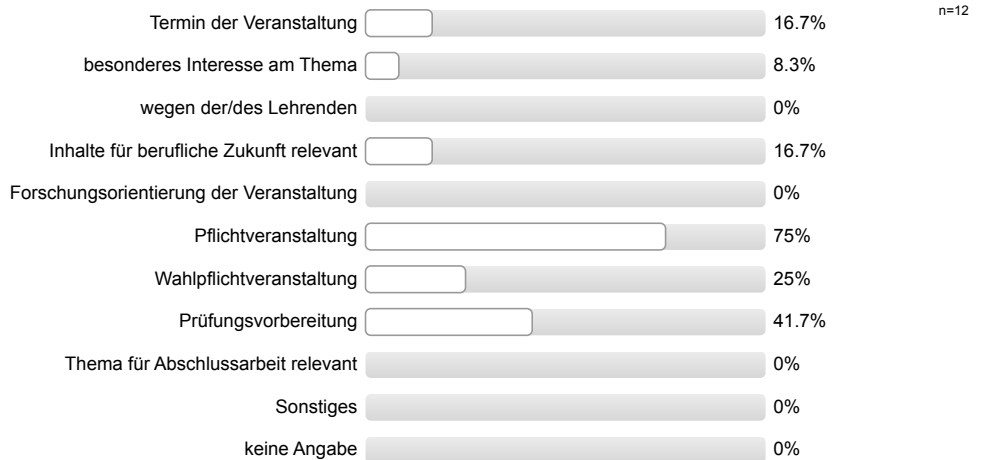 Termin der Veranstaltung 16.7% n=12
besonderes Interesse am Thema 8.3%
wegen der/des Lehrenden 0%
Inhalte für berufliche Zukunft relevant 16.7%
Forschungsorientierung der Veranstaltung 0%
Pflichtveranstaltung 75%
Wahlpflichtveranstaltung 25%
Prüfungsvorbereitung 41.7%
Thema für Abschlussarbeit relevant 0%
Sonstiges 0%
keine Angabe 0%